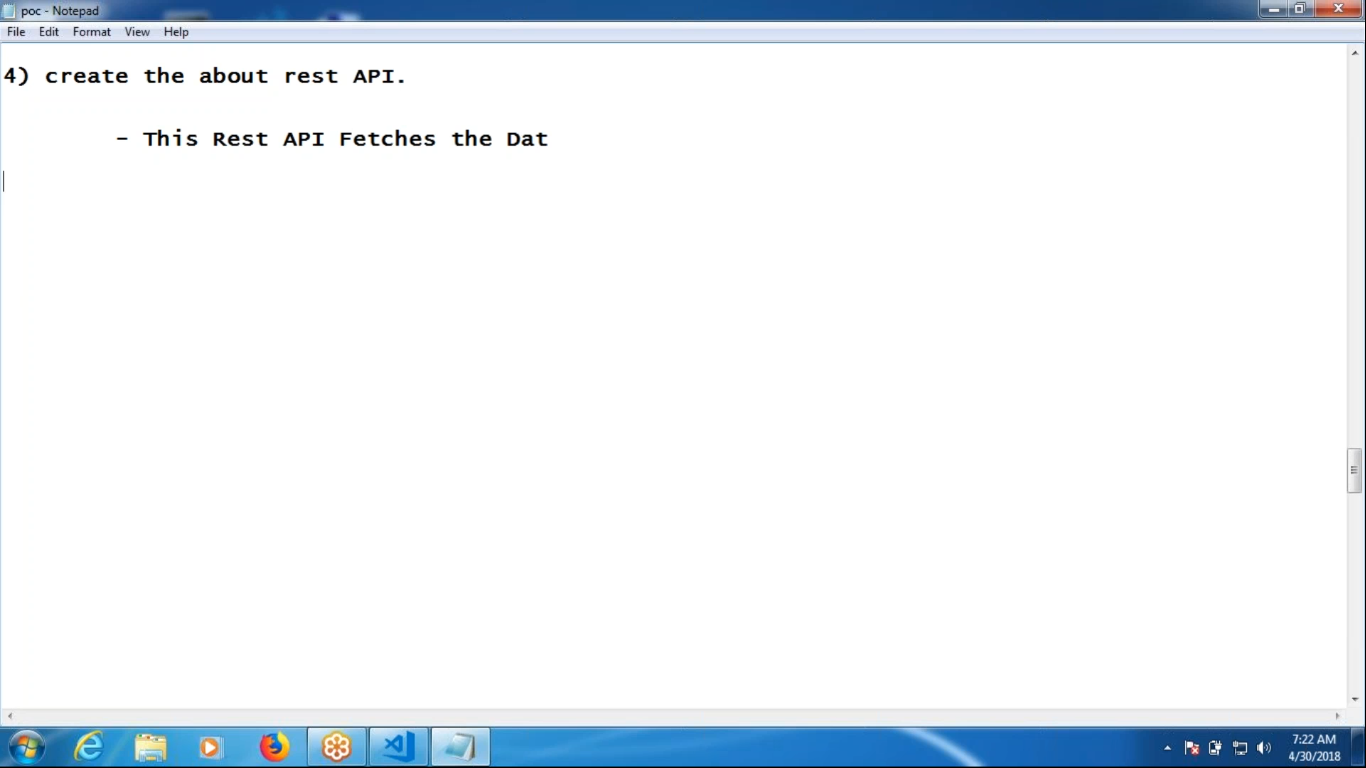 poc - Notepad
File Edit Format View Help
4) create the about rest API.
- This Rest API Fetches the Dat
7:22 AM
4/30/2018